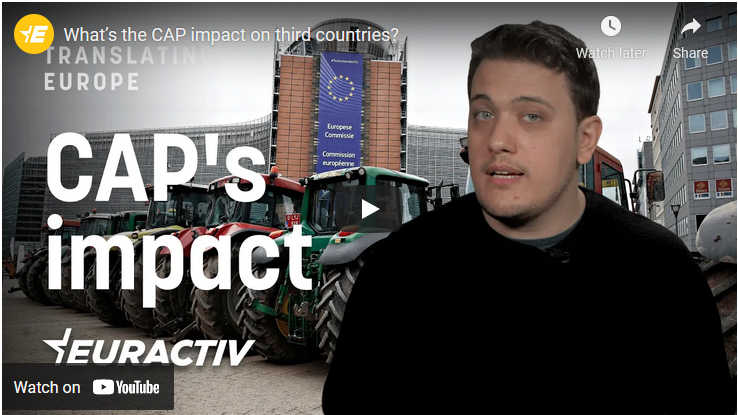 What's the CAP impact on third countries?
Watch later
Share
TRANSLATING
EUROPE
Europese
Commissie
Commission
européenne
CAP's
impact
EURACTIV
Watch on YouTube